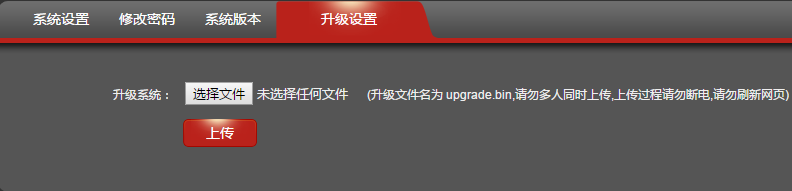 系统设置 修改密码 系统版本 升级设置
升级系统： 选择文件 未选择任何文件 (升级文件名为 upgrade.bin,请勿多人同时上传,上传过程请勿断电,请勿刷新网页)
上传